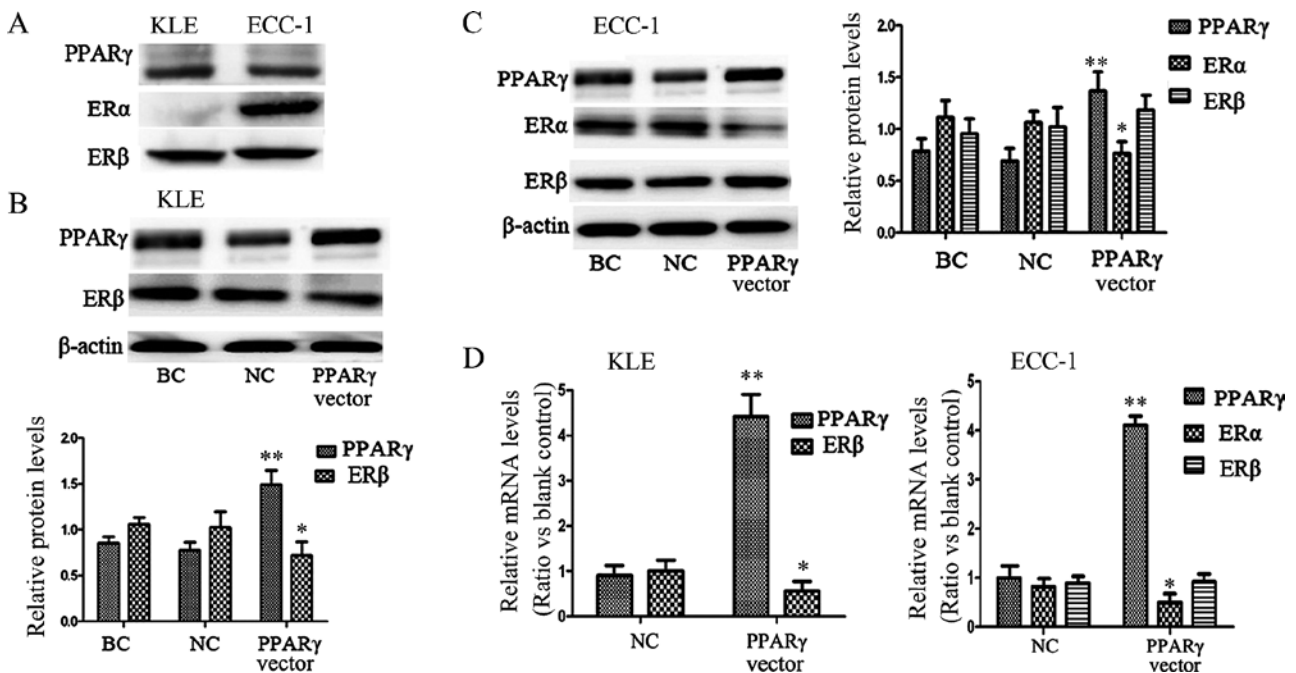 A
KLE ECC-1
PPARγ
ERα
ERβ
B
KLE
PPARγ
ERβ
β-actin
BC NC PPARγ
vector
Relative protein levels
2.0
1.5
1.0
0.5
0.0
** *
PPARγ
ERβ
BC NC PPARγ
vector
C
ECC-1
PPARγ
ERα
ERβ
β-actin
BC NC PPARγ
vector
Relative protein levels
2.0
1.5
1.0
0.5
0.0
** *
PPARγ
ERα
ERβ
BC NC PPARγ
vector
D
KLE
Relative mRNA levels
(Ratio vs blank control)
5
4
3
2
1
0
** *
PPARγ
ERβ
NC PPARγ
vector
ECC-1
Relative mRNA levels
(Ratio vs blank control)
5
4
3
2
1
0
** *
PPARγ
ERα
ERβ
NC PPARγ
vector